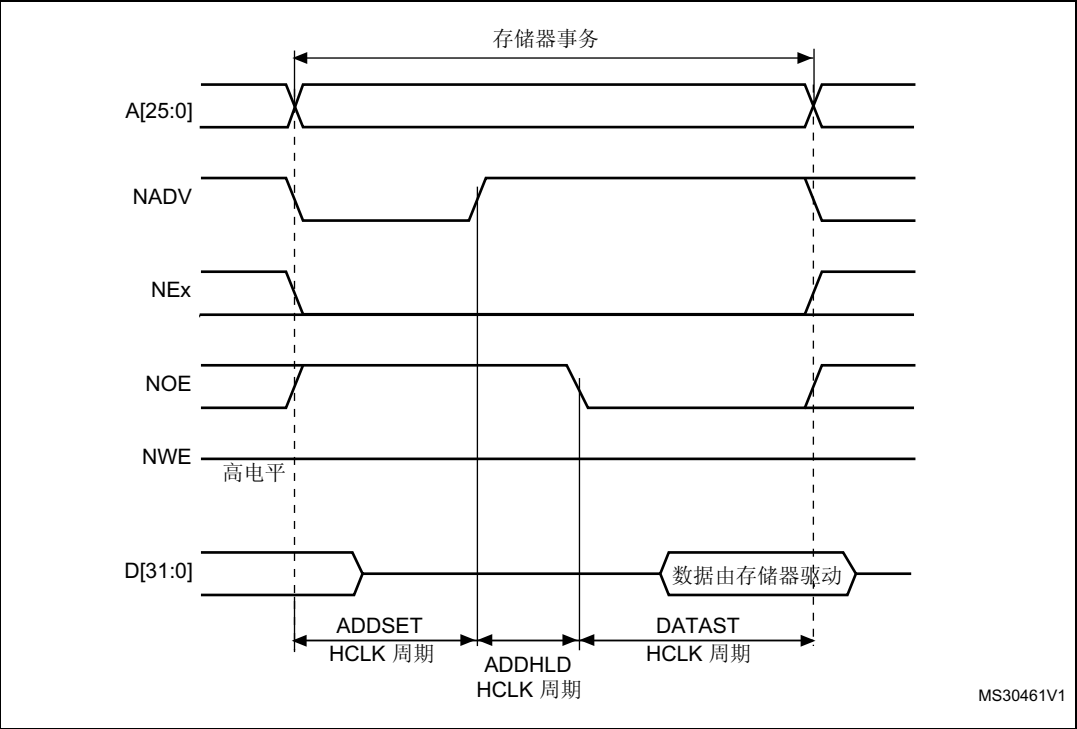 存储器事务
A[25:0]
NADV
NEx
NOE
NWE
高电平
D[31:0]
数据由存储器驱动
ADDSET
HCLK 周期
ADDHLD
HCLK 周期
DATAST
HCLK 周期
MS30461V1